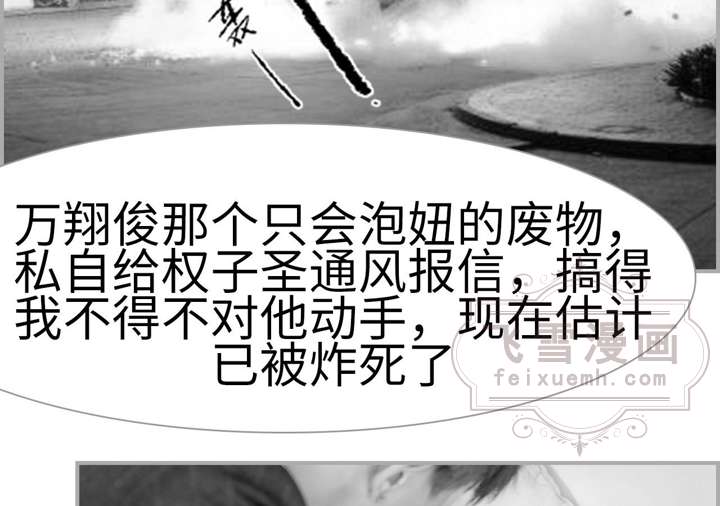 轰
万翔俊那个只会泡妞的废物，
私自给权子圣通风报信，搞得
我不得不对他动手，现在估计
已被炸死了
飞雪漫画
feixuemh.com